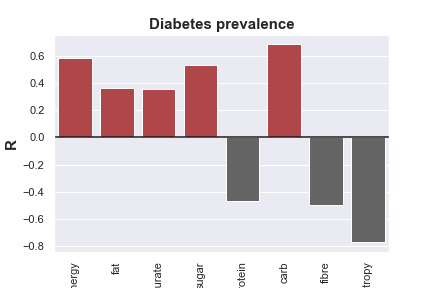 Diabetes prevalence
R
0.6
0.4
0.2
0.0
−0.2
−0.4
−0.6
−0.8
nergy
fat
urate
sugar
rotein
carb
fibre
tropy